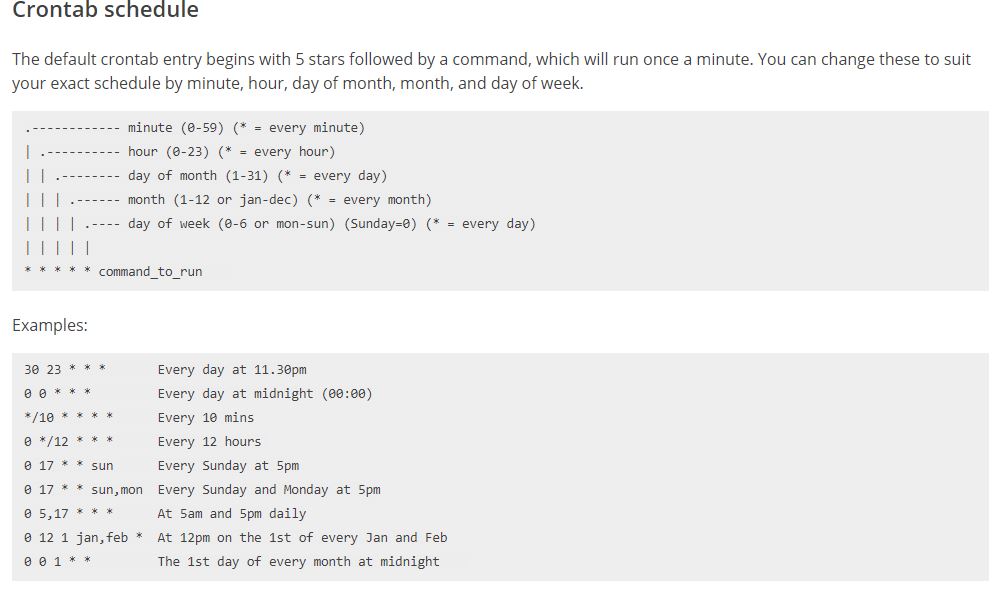 Crontab schedule
The default crontab entry begins with 5 stars followed by a command, which will run once a minute. You can change these to suit
your exact schedule by minute, hour, day of month, month, and day of week.
.------------ minute (0-59) (* = every minute)
| .---------- hour (0-23) (* = every hour)
| | .-------- day of month (1-31) (* = every day)
| | | .------ month (1-12 or jan-dec) (* = every month)
| | | | .---- day of week (0-6 or mon-sun) (Sunday=0) (* = every day)
| | | | |
* * * * * command_to_run
Examples:
30 23 * * *       Every day at 11.30pm
0 0 * * *         Every day at midnight (00:00)
*/10 * * * *      Every 10 mins
0 */12 * * *      Every 12 hours
0 17 * * sun      Every Sunday at 5pm
0 17 * * sun,mon  Every Sunday and Monday at 5pm
0 5,17 * * *      At 5am and 5pm daily
0 12 1 jan,feb *  At 12pm on the 1st of every Jan and Feb
0 0 1 * *         The 1st day of every month at midnight